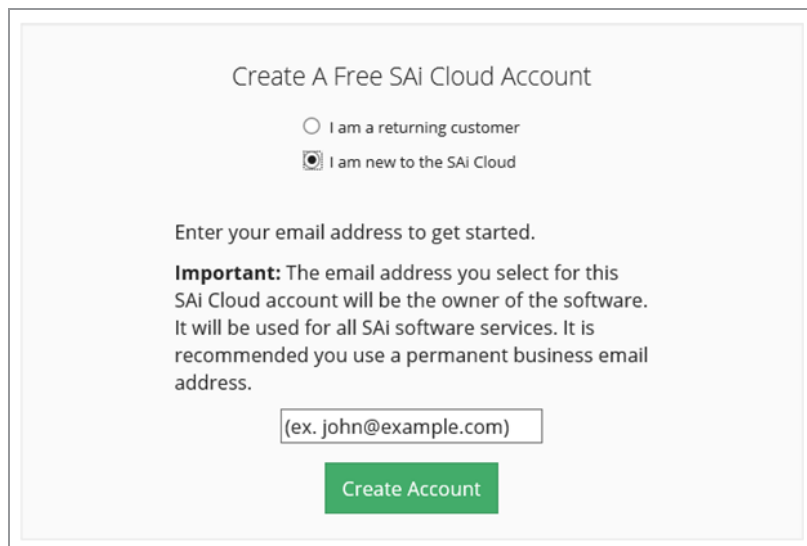 Create A Free SAi Cloud Account
I am a returning customer
I am new to the SAi Cloud
Enter your email address to get started.
Important: The email address you select for this
SAi Cloud account will be the owner of the software.
It will be used for all SAi software services. It is
recommended you use a permanent business email
address.
(ex. john@example.com)
Create Account